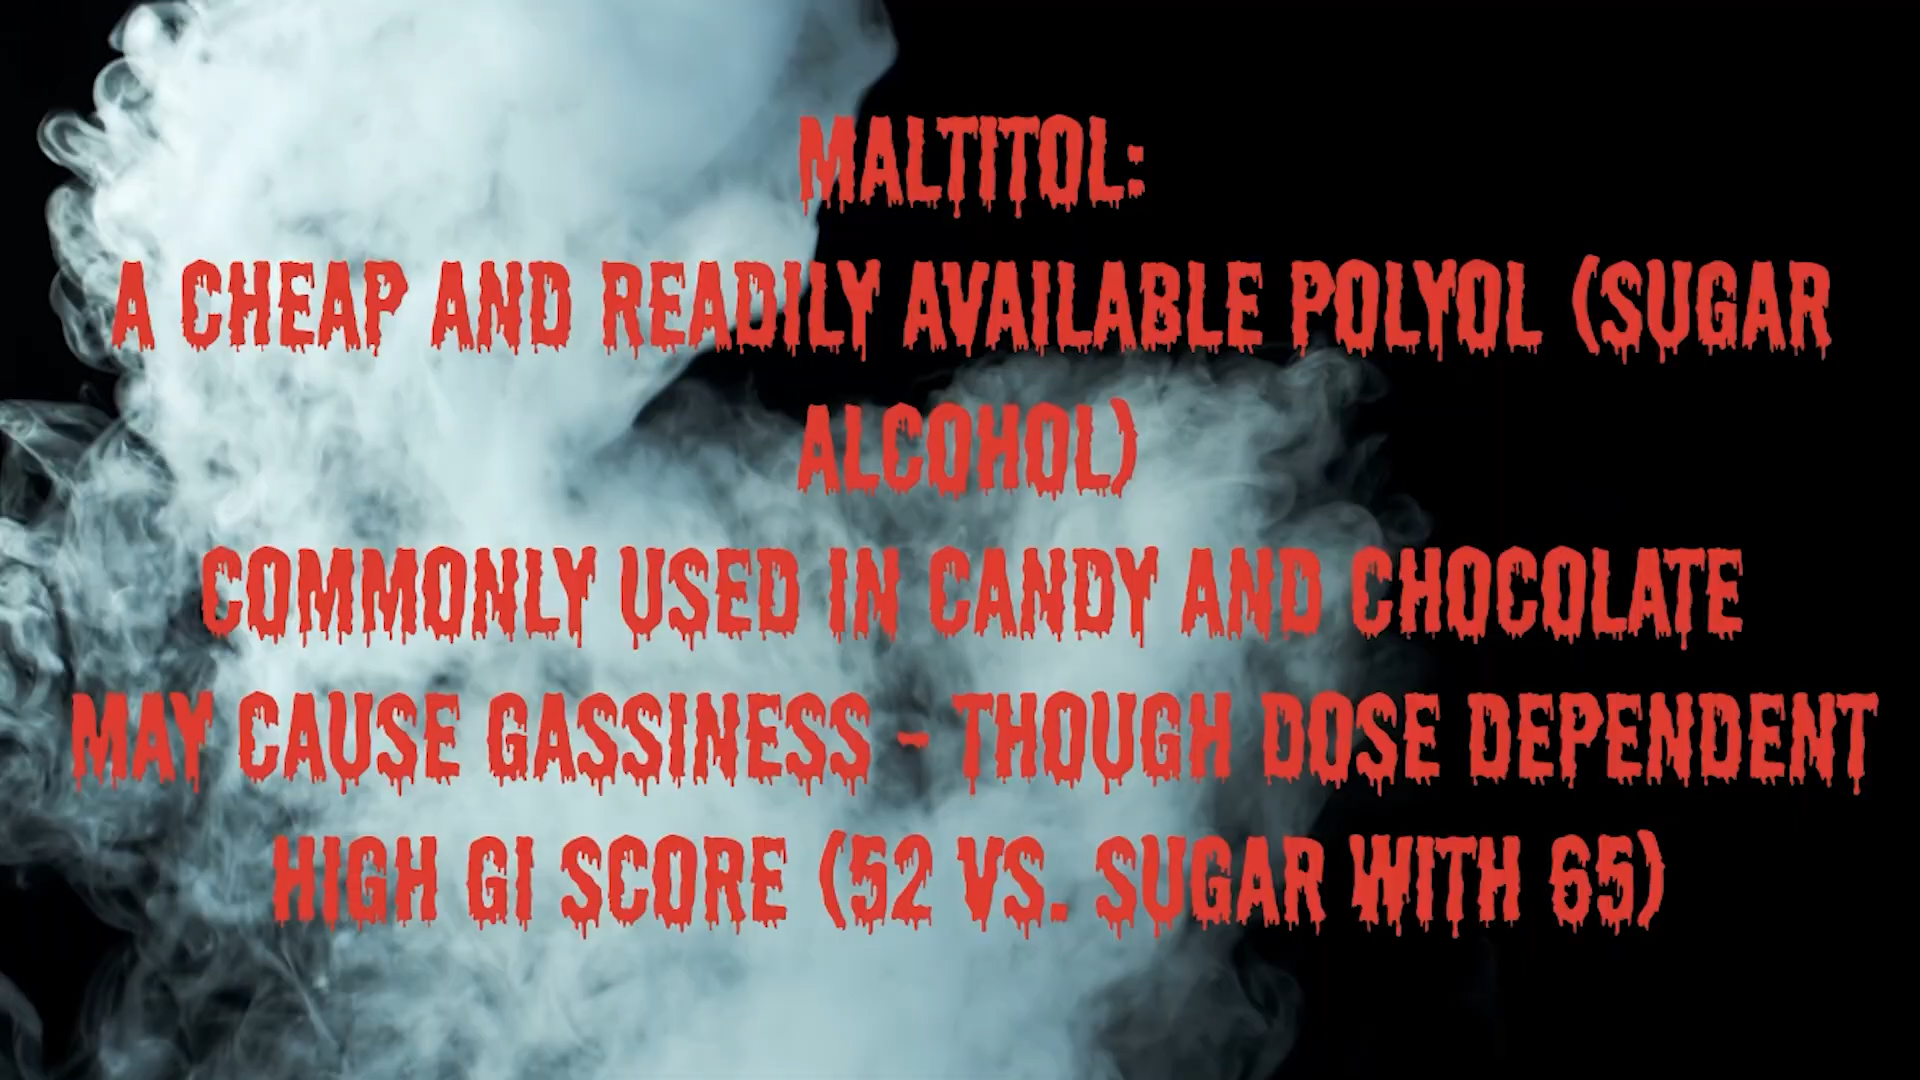 MALTITOL:
A CHEAP AND READILY AVAILABLE POLYOL (SUGAR
ALCOHOL)
COMMONLY USED IN CANDY AND CHOCOLATE
MAY CAUSE GASSINESS - THOUGH DOSE DEPENDENT
HIGH GI SCORE (52 VS. SUGAR WITH 65)